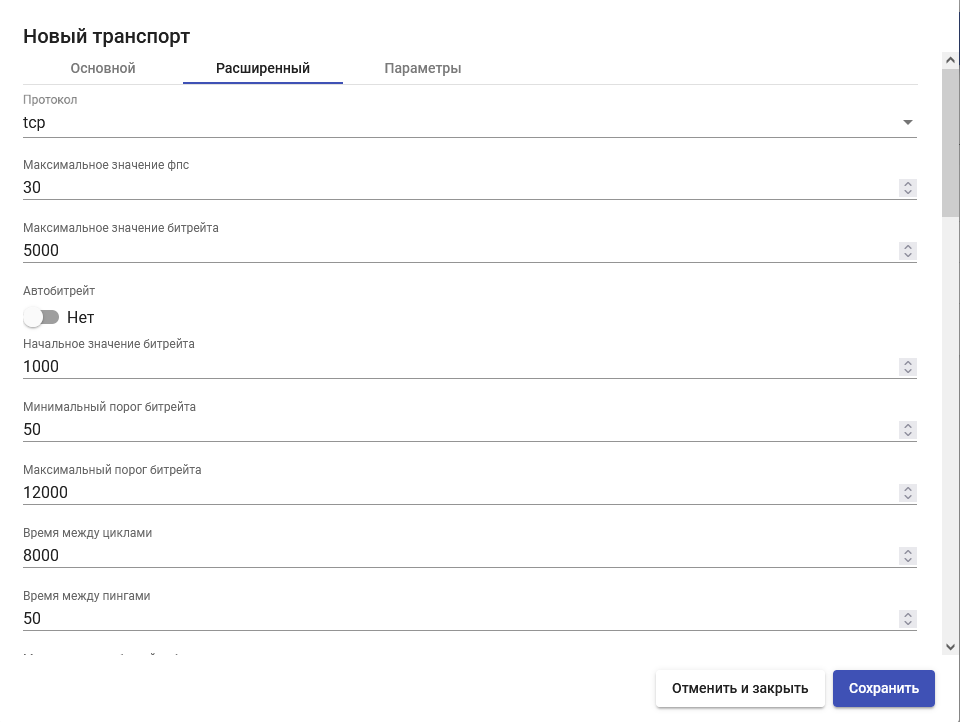 Новый транспорт
Основной Расширенный Параметры
Протокол
tcp
Максимальное значение фпс
30
Максимальное значение битрейта
5000
Автобитрейт
Нет
Начальное значение битрейта
1000
Минимальный порог битрейта
50
Максимальный порог битрейта
12000
Время между циклами
8000
Время между пингами
50
Отменить и закрыть Сохранить